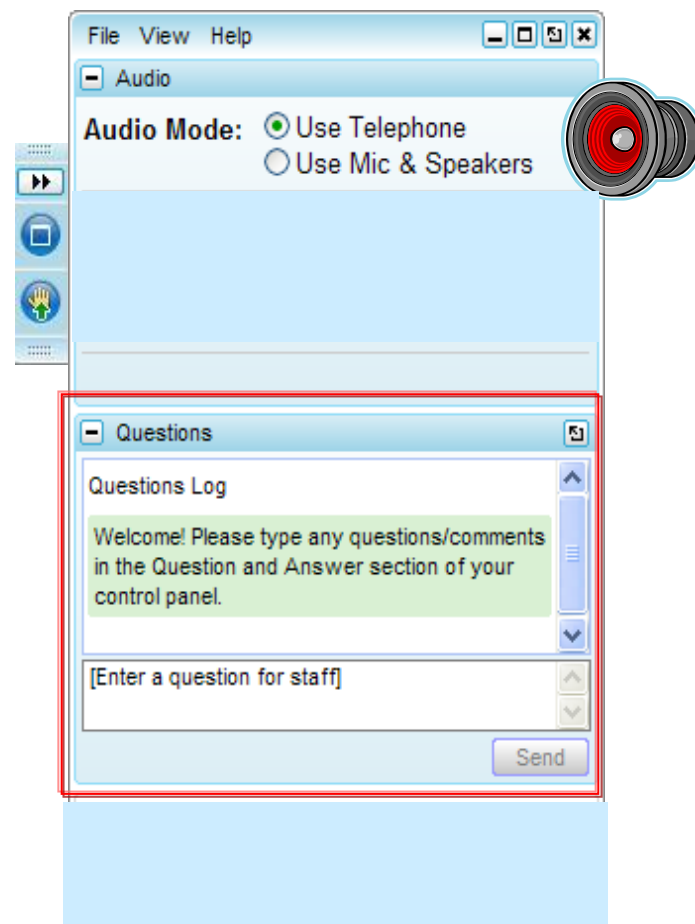 File View Help
Audio
Audio Mode: Use Telephone
Use Mic & Speakers
Questions
Questions Log
Welcome! Please type any questions/comments
in the Question and Answer section of your
control panel.
[Enter a question for staff]
Send